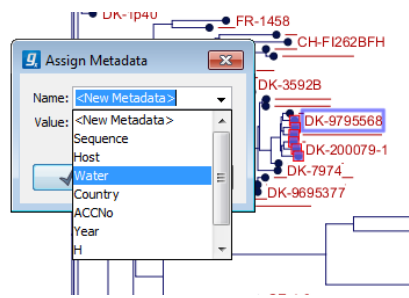 DK-1p40
FR-1458
CH-FI262BFH
Assign Metadata
DK-3592B
Name: <New Metadata>
Value: <New Metadata>
Sequence
Host
Water
Country
ACCNo
Year
H
DK-9795568
DK-200079-1
DK-7974
DK-9695377